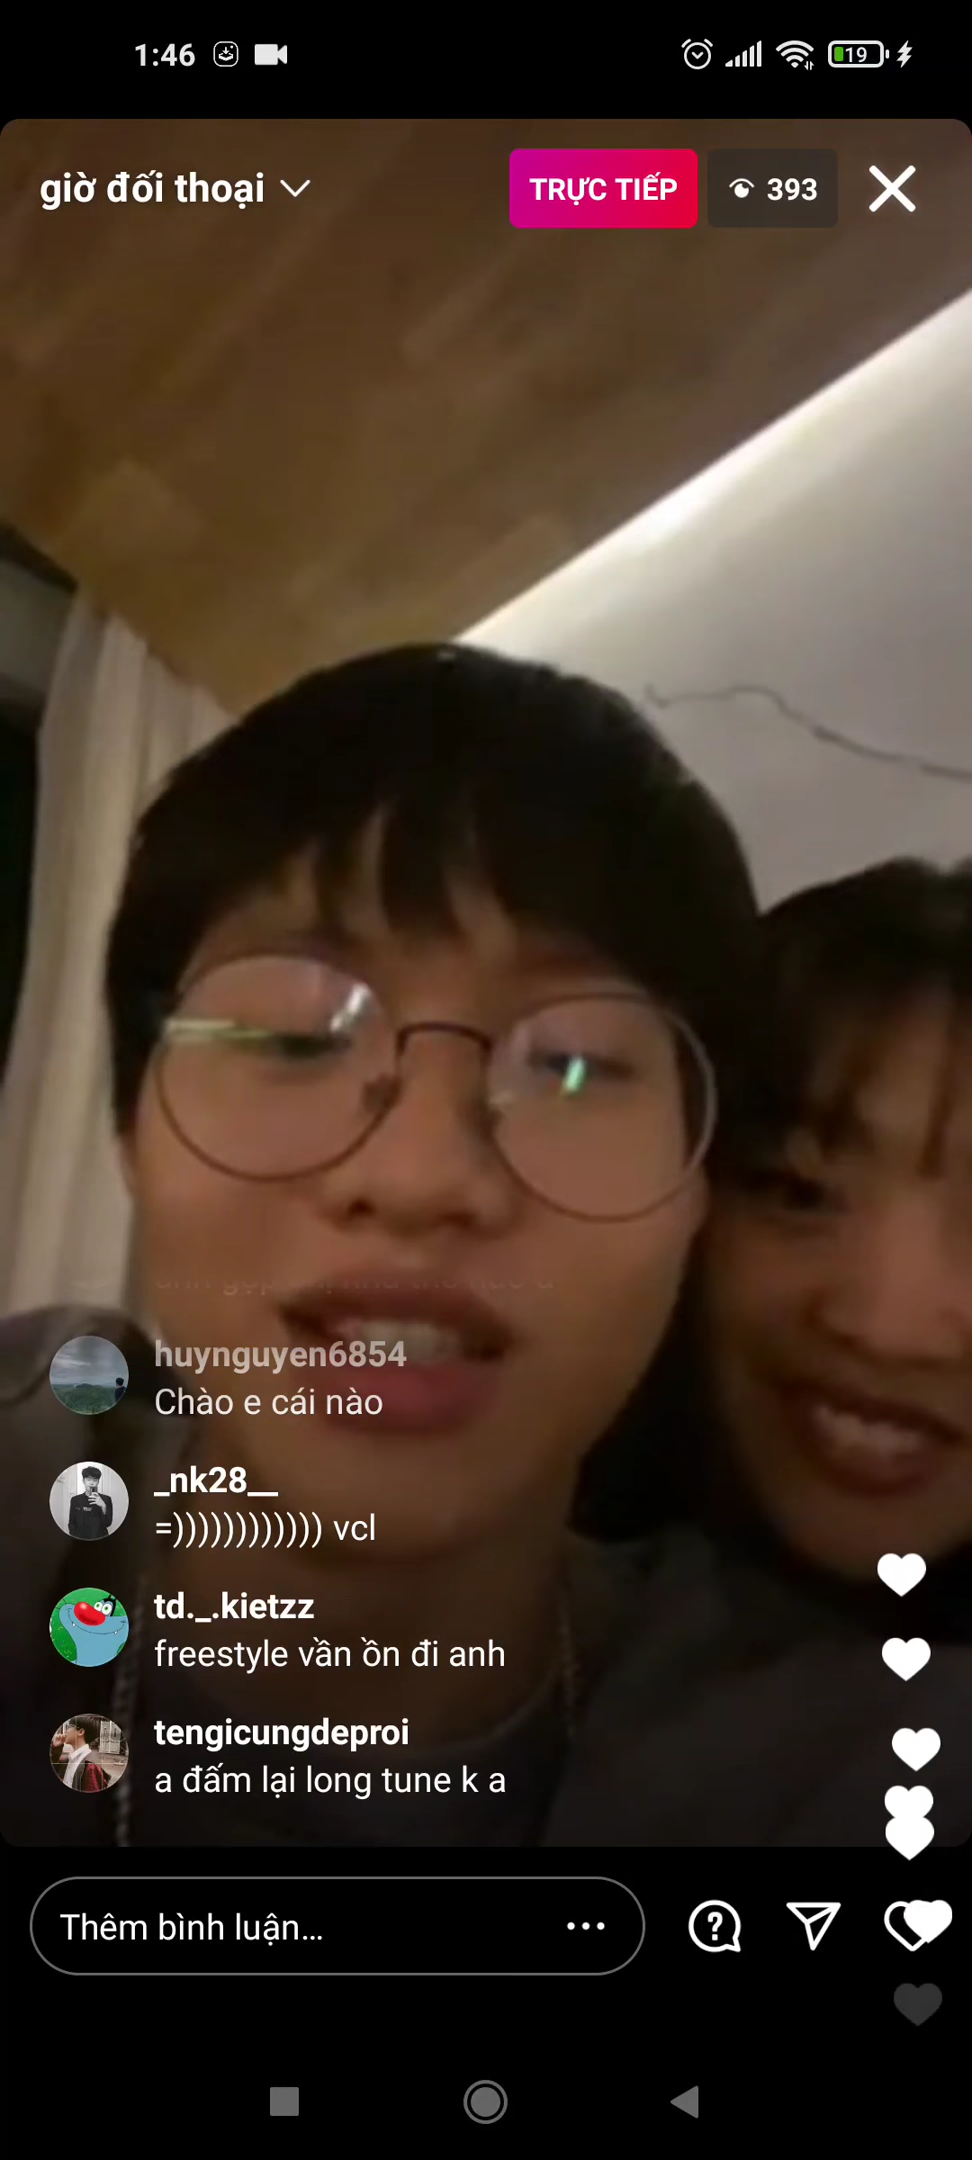 1:46
19
giờ đối thoại
TRỰC TIẾP
393
huynguyen6854
Chào e cái nào
_nk28__
=)))))))))))) vcl
td._.kietzz
freestyle vần ồn đi anh
tengicungdeproi
a đấm lại long tune k a
Thêm bình luận...